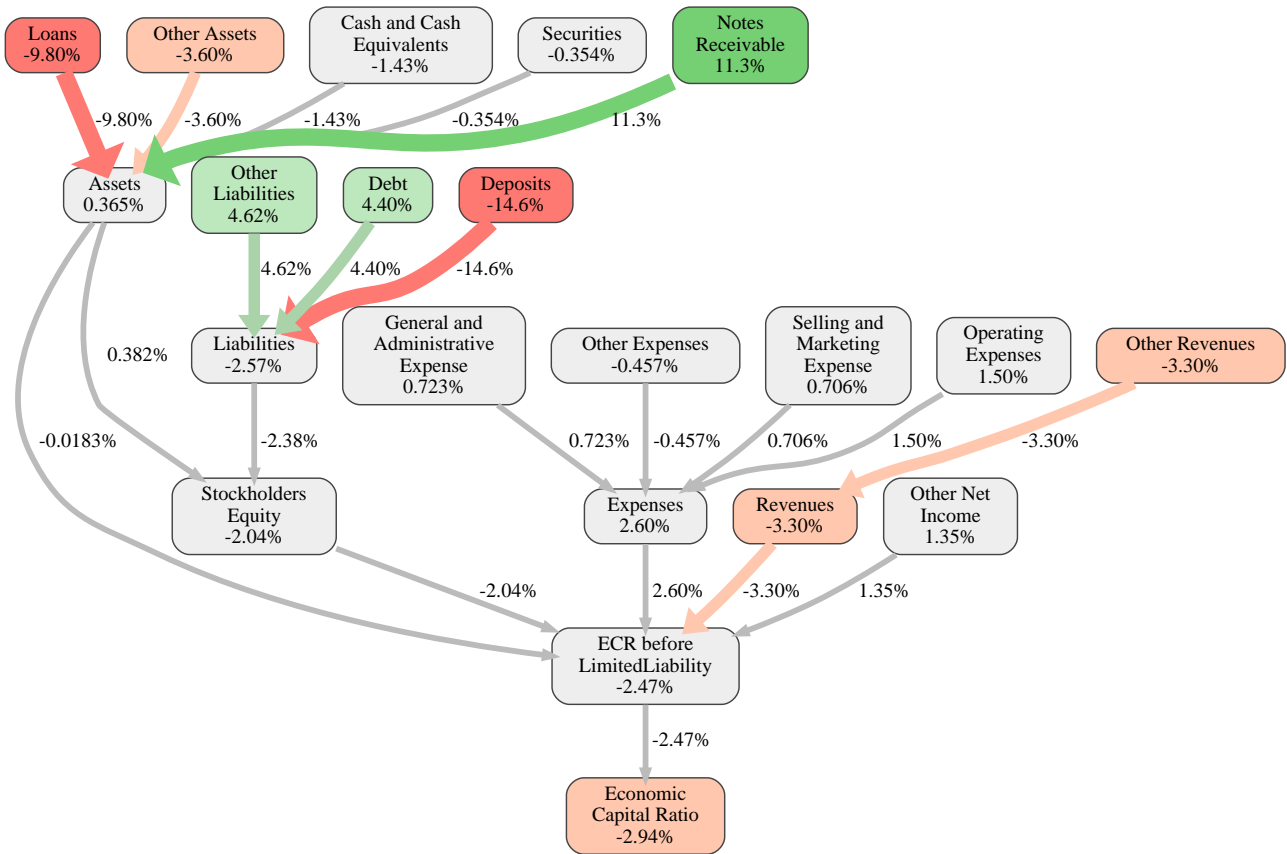 Loans
-9.80%
Other Assets
-3.60%
Cash and Cash
Equivalents
-1.43%
Securities
-0.354%
Notes
Receivable
11.3%
-9.80%
-3.60%
-1.43%
-0.354%
11.3%
Assets
0.365%
Other
Liabilities
4.62%
Debt
4.40%
Deposits
-14.6%
4.62%
4.40%
-14.6%
Liabilities
-2.57%
General and
Administrative
Expense
0.723%
Other Expenses
-0.457%
Selling and
Marketing
Expense
0.706%
Operating
Expenses
1.50%
Other Revenues
-3.30%
0.382%
-0.0183%
-2.38%
0.723%
-0.457%
0.706%
1.50%
-3.30%
Stockholders
Equity
-2.04%
Expenses
2.60%
Revenues
-3.30%
Other Net
Income
1.35%
-2.04%
2.60%
-3.30%
1.35%
ECR before
LimitedLiability
-2.47%
-2.47%
Economic
Capital Ratio
-2.94%